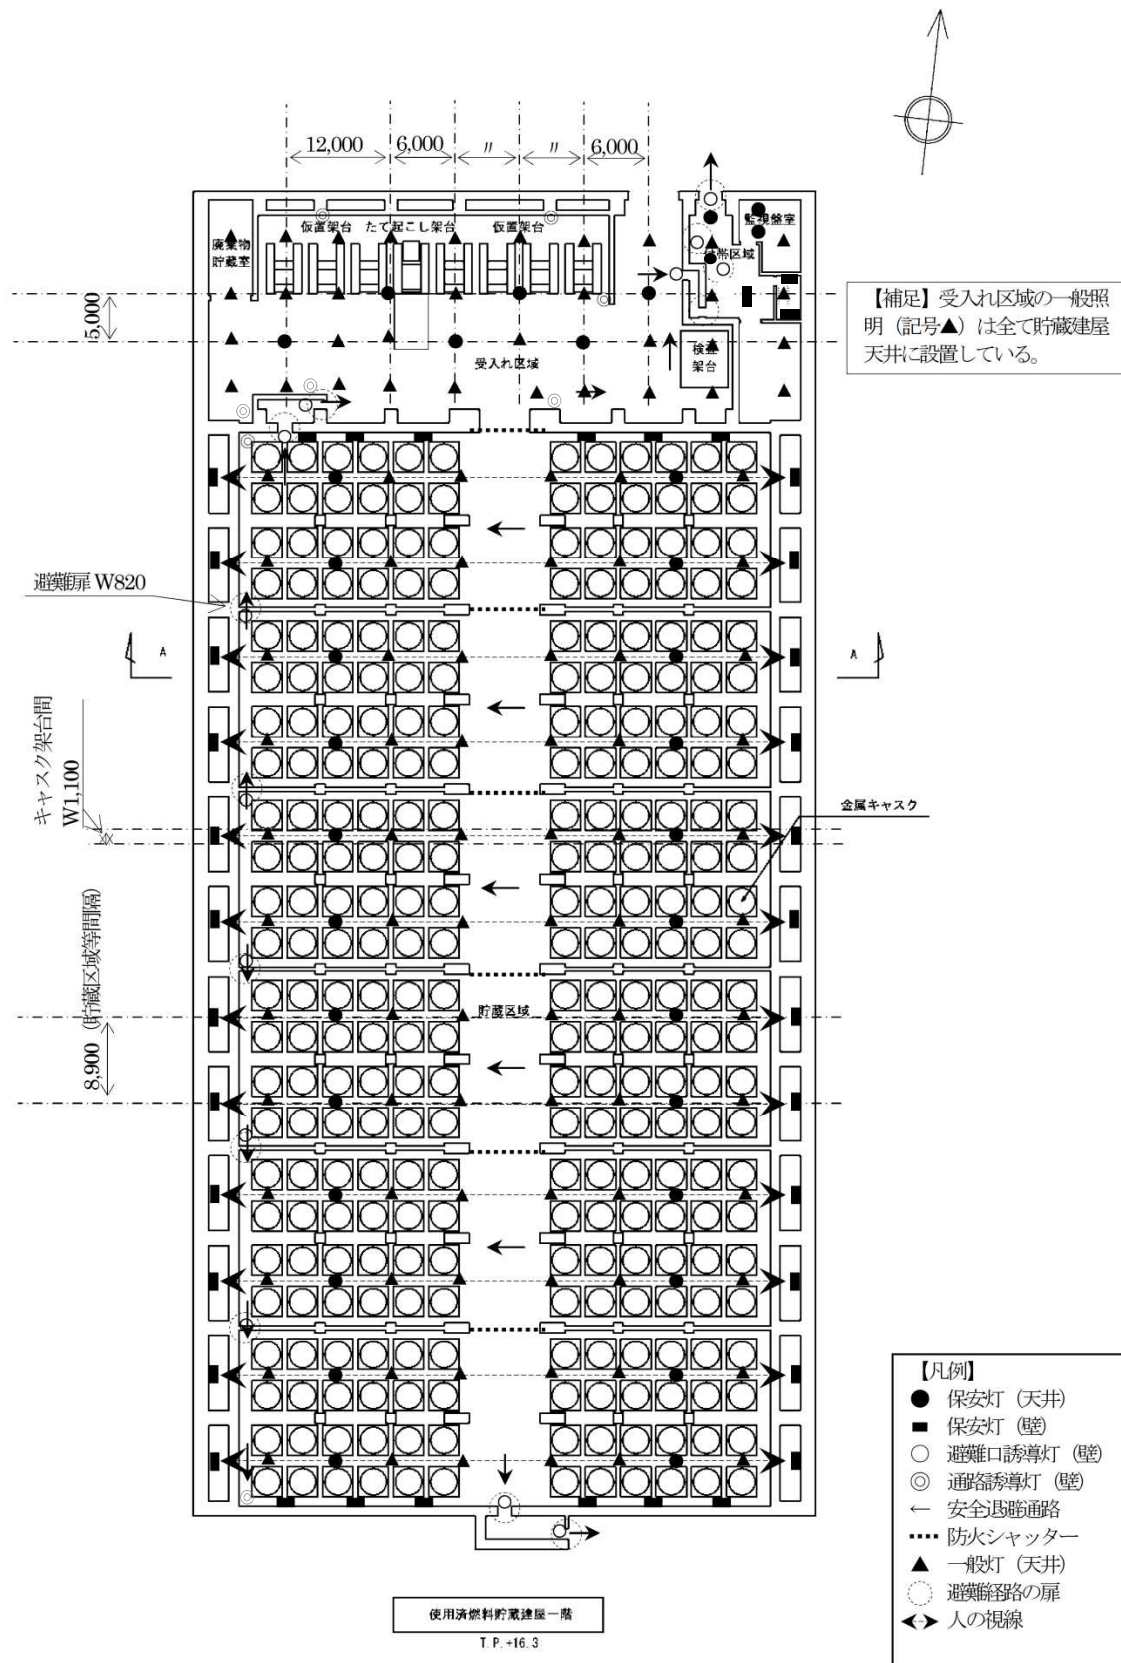 12,000
6,000
〃
〃
6,000
仮置架台
たて起こし架台
仮置架台
監視盤室
廃棄物
貯蔵室
付帯区域
5,000
【補足】受入れ区域の一般照
明（記号▲）は全て貯蔵建屋
天井に設置している。
検査
架台
受入れ区域
避難扉 W820
A
A
キャスク架台間
W1,100
金属キャスク
8,900（貯蔵区域等間隔）
貯蔵区域
【凡例】
● 保安灯（天井）
■ 保安灯（壁）
○ 避難口誘導灯（壁）
◎ 通路誘導灯（壁）
← 安全退避通路
防火シャッター
▲ 一般灯（天井）
避難経路の扉
人の視線
使用済燃料貯蔵建屋一階
T.P.+16.3